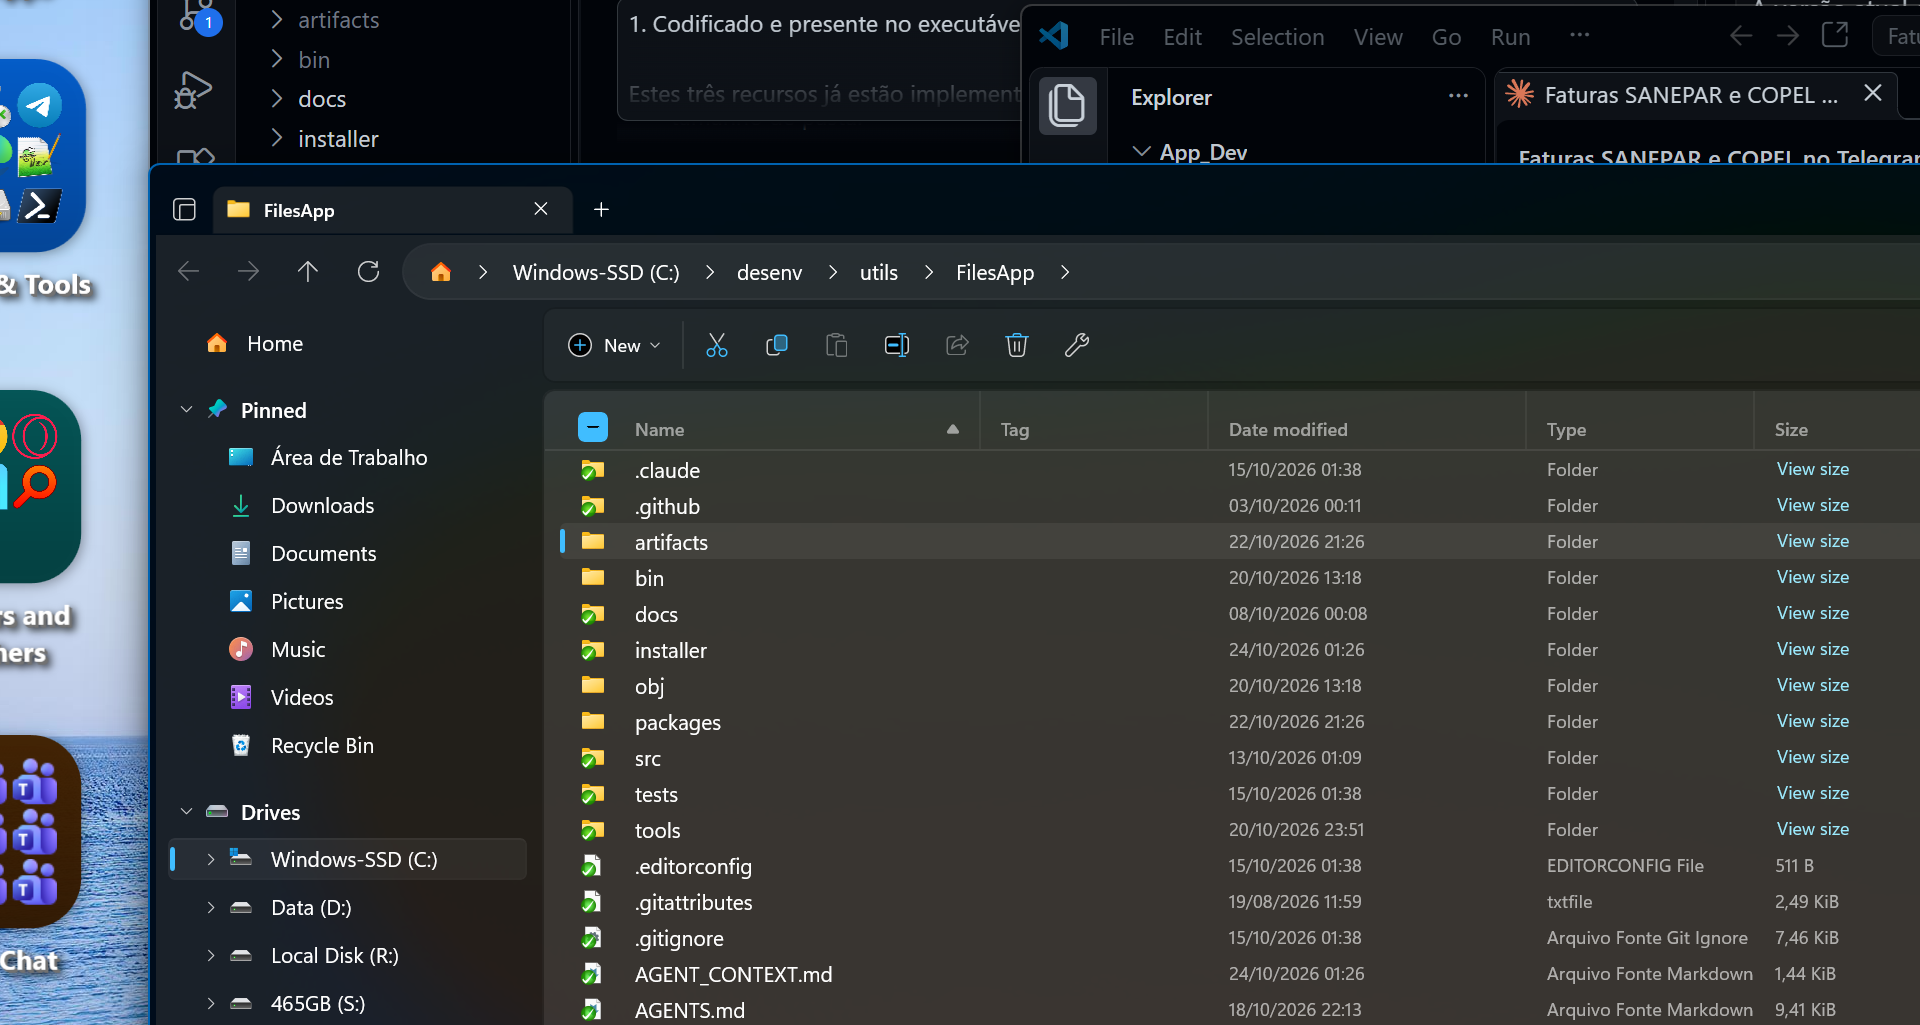 1
artifacts
bin
docs
installer
1. Codificado e presente no executáve
Estes três recursos já estão implement
File Edit Selection View Go Run ···
Explorer
App_Dev
Faturas SANEPAR e COPEL ...
Faturas SANEPAR e COPEL no Telegra
& Tools
Chat
FilesApp
Windows-SSD (C:) > desenv > utils > FilesApp >
Home
Pinned
Área de Trabalho
Downloads
Documents
Pictures
Music
Videos
Recycle Bin
Drives
Windows-SSD (C:)
Data (D:)
Local Disk (R:)
465GB (S:)
New
Name Tag Date modified Type Size
.claude 15/10/2026 01:38 Folder View size
.github 03/10/2026 00:11 Folder View size
artifacts 22/10/2026 21:26 Folder View size
bin 20/10/2026 13:18 Folder View size
docs 08/10/2026 00:08 Folder View size
installer 24/10/2026 01:26 Folder View size
obj 20/10/2026 13:18 Folder View size
packages 22/10/2026 21:26 Folder View size
src 13/10/2026 01:09 Folder View size
tests 15/10/2026 01:38 Folder View size
tools 20/10/2026 23:51 Folder View size
.editorconfig 15/10/2026 01:38 EDITORCONFIG File 511 B
.gitattributes 19/08/2026 11:59 txtfile 2,49 KiB
.gitignore 15/10/2026 01:38 Arquivo Fonte Git Ignore 7,46 KiB
AGENT_CONTEXT.md 24/10/2026 01:26 Arquivo Fonte Markdown 1,44 KiB
AGENTS.md 18/10/2026 22:13 Arquivo Fonte Markdown 9,41 KiB